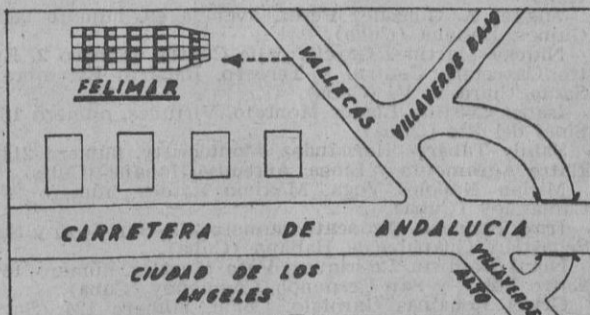 FELIMAR
VALLECAS
VILLAVERDE BAJO
CARRETERA DE ANDALUCIA
CIUDAD DE LOS
ANGELES
VILLAVERDE
ALTO